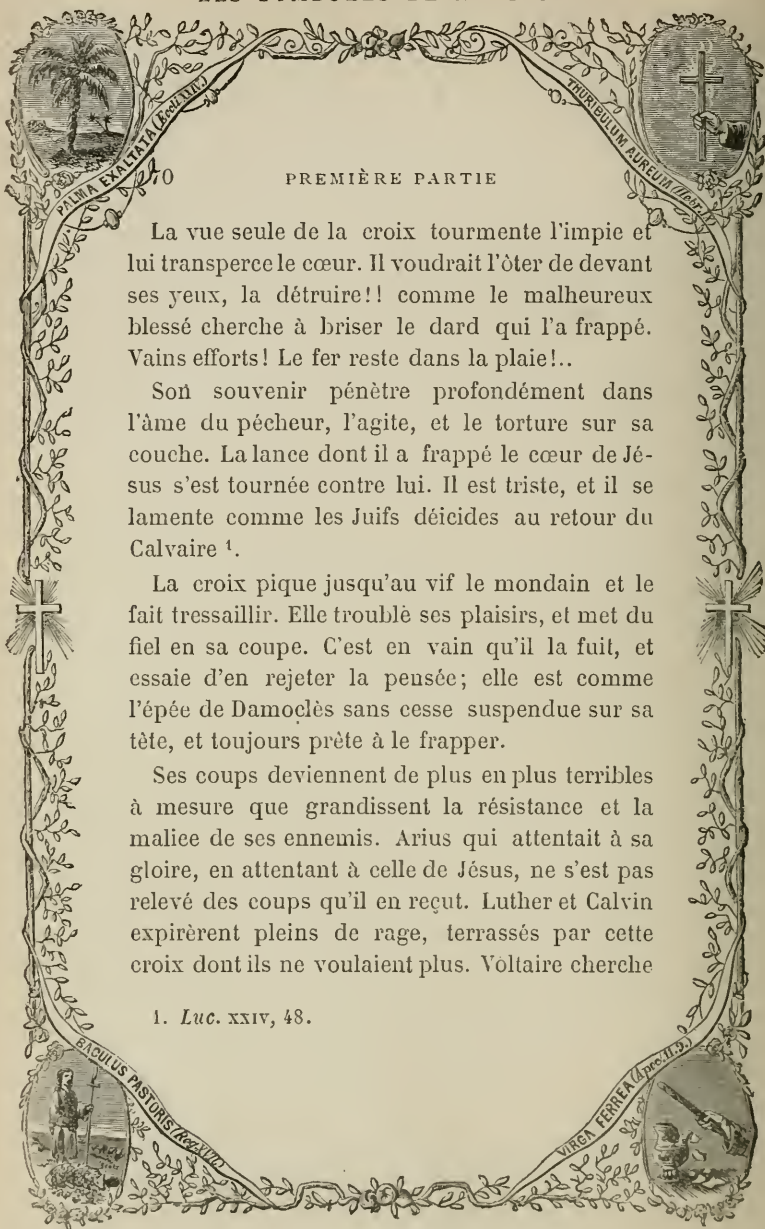 PALMA EXALTATA (Eccli. XXIV.)
THURIBULUM AUREUM
70 PREMIÈRE PARTIE
La vue seule de la croix tourmente l'impie et
lui transperce le cœur. Il voudrait l'ôter de devant
ses yeux, la détruire!! comme le malheureux
blessé cherche à briser le dard qui l'a frappé.
Vains efforts! Le fer reste dans la plaie!..
Son souvenir pénètre profondément dans
l'âme du pécheur, l'agite, et le torture sur sa
couche. La lance dont il a frappé le cœur de Jé-
sus s'est tournée contre lui. Il est triste, et il se
lamente comme les Juifs déicides au retour du
Calvaire ¹.
La croix pique jusqu'au vif le mondain et le
fait tressaillir. Elle trouble ses plaisirs, et met du
fiel en sa coupe. C'est en vain qu'il la fuit, et
essaie d'en rejeter la pensée; elle est comme
l'épée de Damoclès sans cesse suspendue sur sa
tête, et toujours prête à le frapper.
Ses coups deviennent de plus en plus terribles
à mesure que grandissent la résistance et la
malice de ses ennemis. Arius qui attentait à sa
gloire, en attentant à celle de Jésus, ne s'est pas
relevé des coups qu'il en reçut. Luther et Calvin
expirèrent pleins de rage, terrassés par cette
croix dont ils ne voulaient plus. Voltaire cherche
1. Luc. XXIV, 48.
BACULUS PASTORIS
VIRGA FERREA (Apoc. II. 9.)